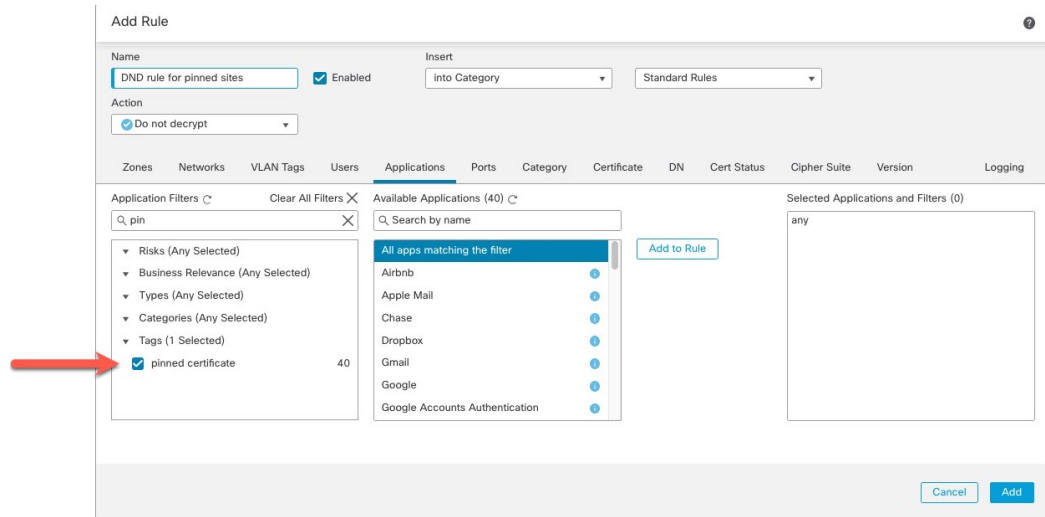 Add Rule
Name
Insert
DND rule for pinned sites
Enabled
into Category
Standard Rules
Action
Do not decrypt
Zones Networks VLAN Tags Users Applications Ports Category Certificate DN Cert Status Cipher Suite Version Logging
Application Filters
Clear All Filters
Available Applications (40)
Selected Applications and Filters (0)
pin
Search by name
any
Risks (Any Selected)
Business Relevance (Any Selected)
Types (Any Selected)
Categories (Any Selected)
Tags (1 Selected)
pinned certificate 40
All apps matching the filter
Airbnb
Apple Mail
Chase
Dropbox
Gmail
Google
Google Accounts Authentication
Add to Rule
Cancel
Add